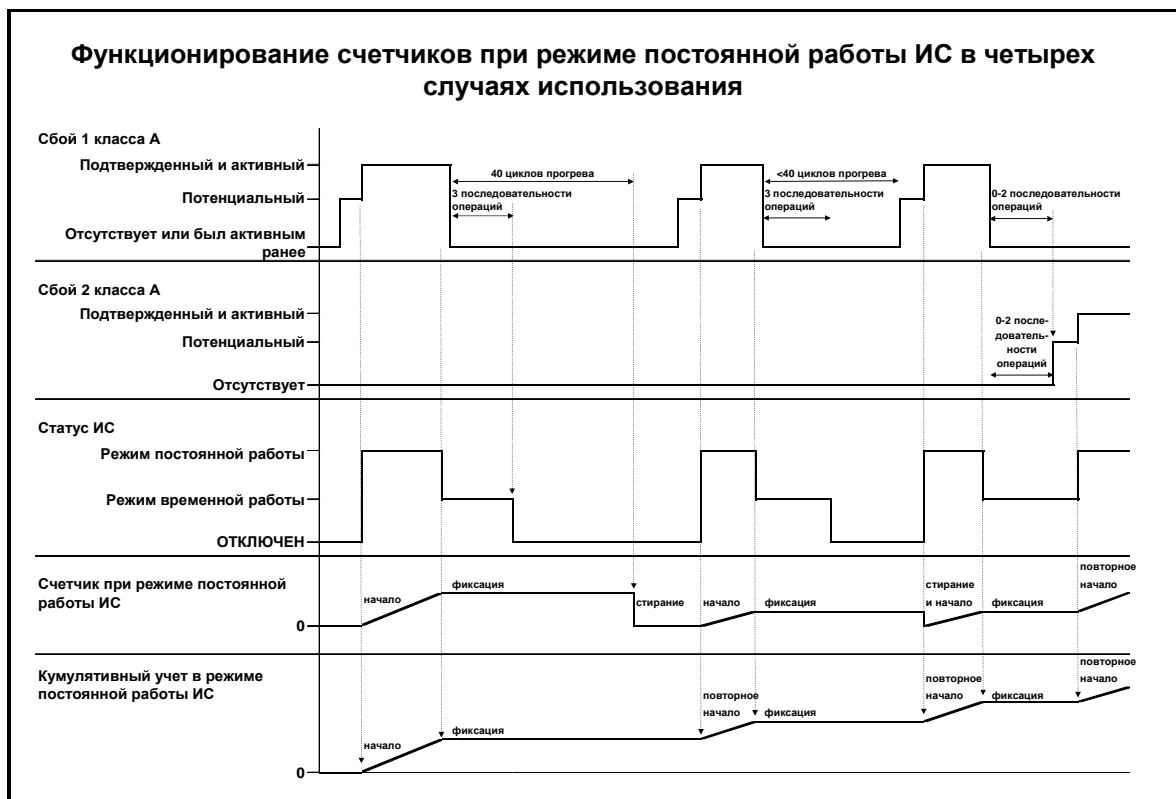 Функционирование счетчиков при режиме постоянной работы ИС в четырех
случаях использования
Сбой 1 класса А
Подтвержденный и активный
Потенциальный
Отсутствует или был активным
ранее
40 циклов прогрева
3 последовательности
операций
<40 циклов прогрева
3 последовательности
операций
0-2 последовательности
операций
Сбой 2 класса А
Подтвержденный и активный
Потенциальный
Отсутствует
0-2 после-
дователь-
ности
операций
Статус ИС
Режим постоянной работы
Режим временной работы
ОТКЛЮЧЕН
Счетчик при режиме постоянной
работы ИС
0
начало
фиксация
стирание
начало
фиксация
стирание
и начало
фиксация
повторное
начало
Кумулятивный учет в режиме
постоянной работы ИС
0
начало
фиксация
повторное
начало
фиксация
повторное
начало
фиксация
повторное
начало